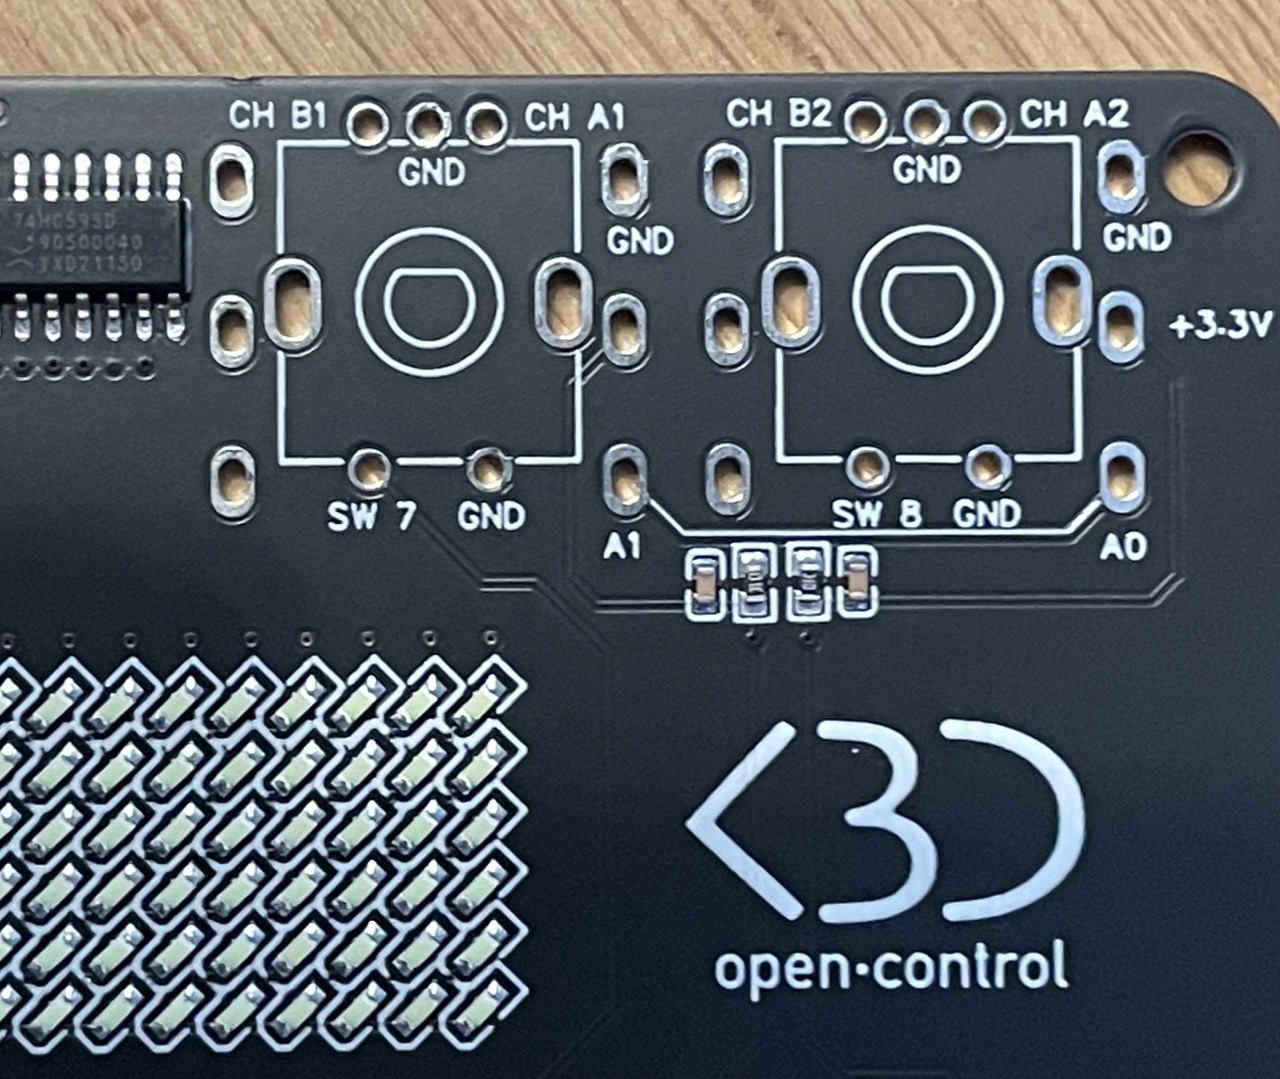 CH B1
CH A1
CH B2
CH A2
GND
GND
GND
GND
74HC595D
+3.3V
SW 7
GND
SW 8
GND
A1
A0
open·control